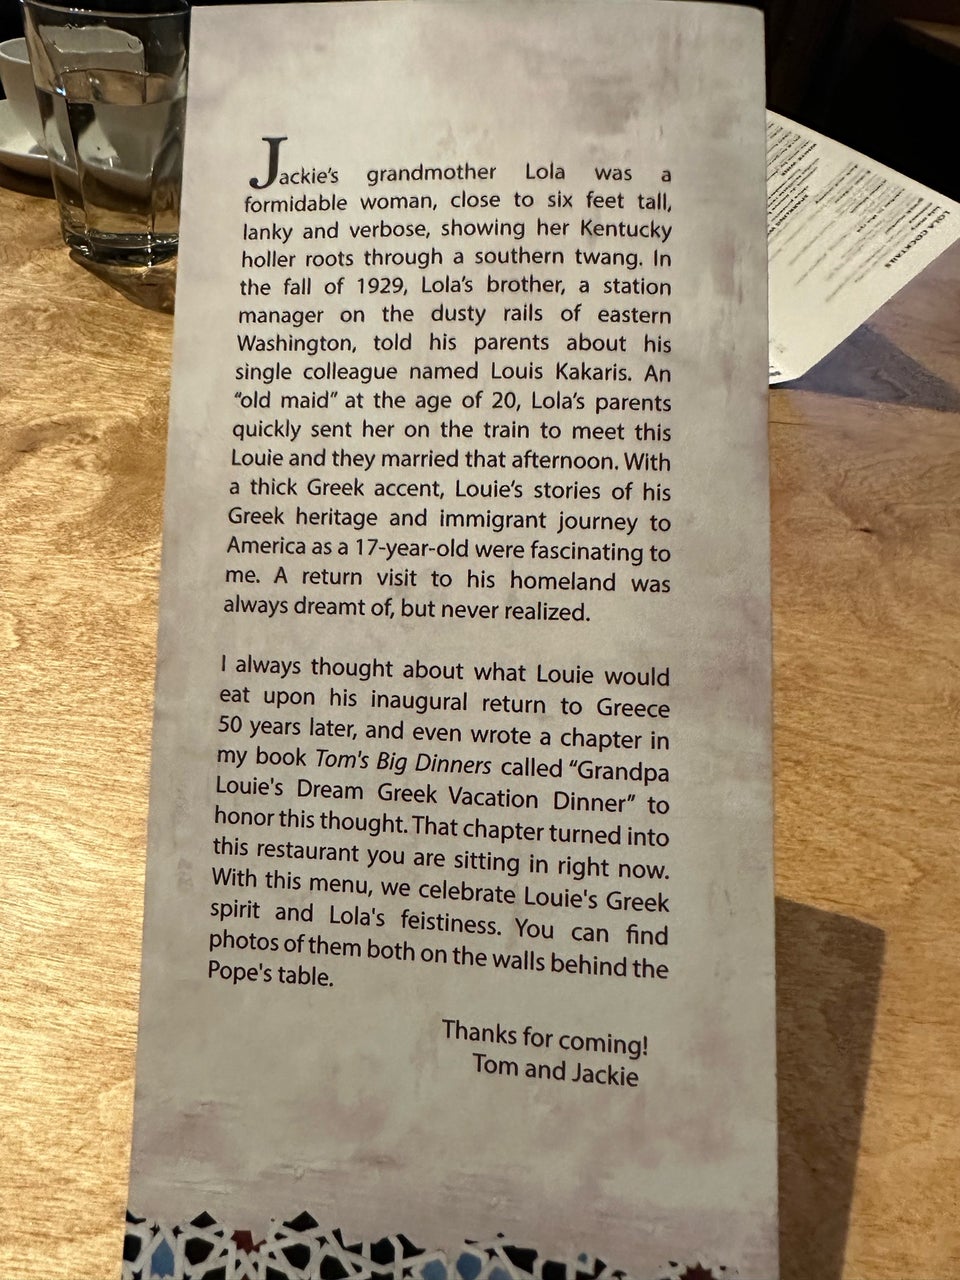 Jackie's grandmother Lola was a
formidable woman, close to six feet tall,
lanky and verbose, showing her Kentucky
holler roots through a southern twang. In
the fall of 1929, Lola's brother, a station
manager on the dusty rails of eastern
Washington, told his parents about his
single colleague named Louis Kakaris. An
“old maid” at the age of 20, Lola's parents
quickly sent her on the train to meet this
Louie and they married that afternoon. With
a thick Greek accent, Louie's stories of his
Greek heritage and immigrant journey to
America as a 17-year-old were fascinating to
me. A return visit to his homeland was
always dreamt of, but never realized.
I always thought about what Louie would
eat upon his inaugural return to Greece
50 years later, and even wrote a chapter in
my book Tom's Big Dinners called “Grandpa
Louie's Dream Greek Vacation Dinner” to
honor this thought. That chapter turned into
this restaurant you are sitting in right now.
With this menu, we celebrate Louie's Greek
spirit and Lola's feistiness. You can find
photos of them both on the walls behind the
Pope's table.
Thanks for coming!
Tom and Jackie
LOLA COCKTAILS